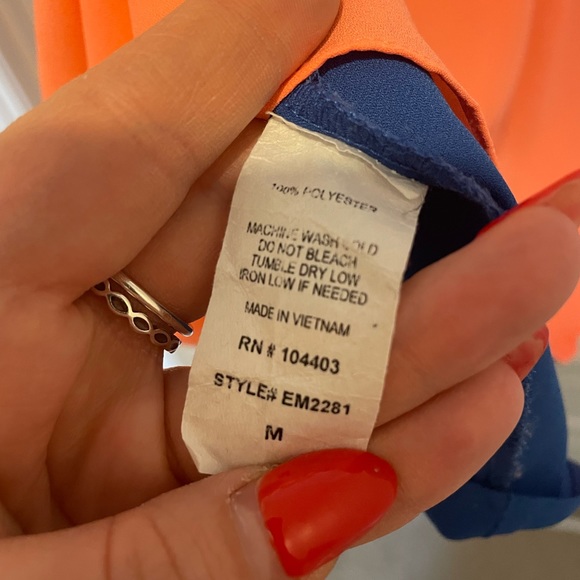 100% POLYESTER
MACHINE WASH COLD
DO NOT BLEACH
TUMBLE DRY LOW
IRON LOW IF NEEDED
MADE IN VIETNAM
RN # 104403
STYLE# EM2281
M